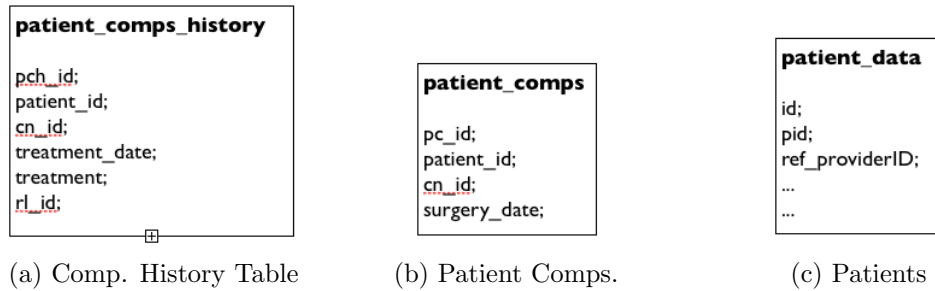 patient_comps_history
pch_id;
patient_id;
cn_id;
treatment_date;
treatment;
rl_id;
(a) Comp. History Table
patient_comps
pc_id;
patient_id;
cn_id;
surgery_date;
(b) Patient Comps.
patient_data
id;
pid;
ref_providerID;
...
...
(c) Patients